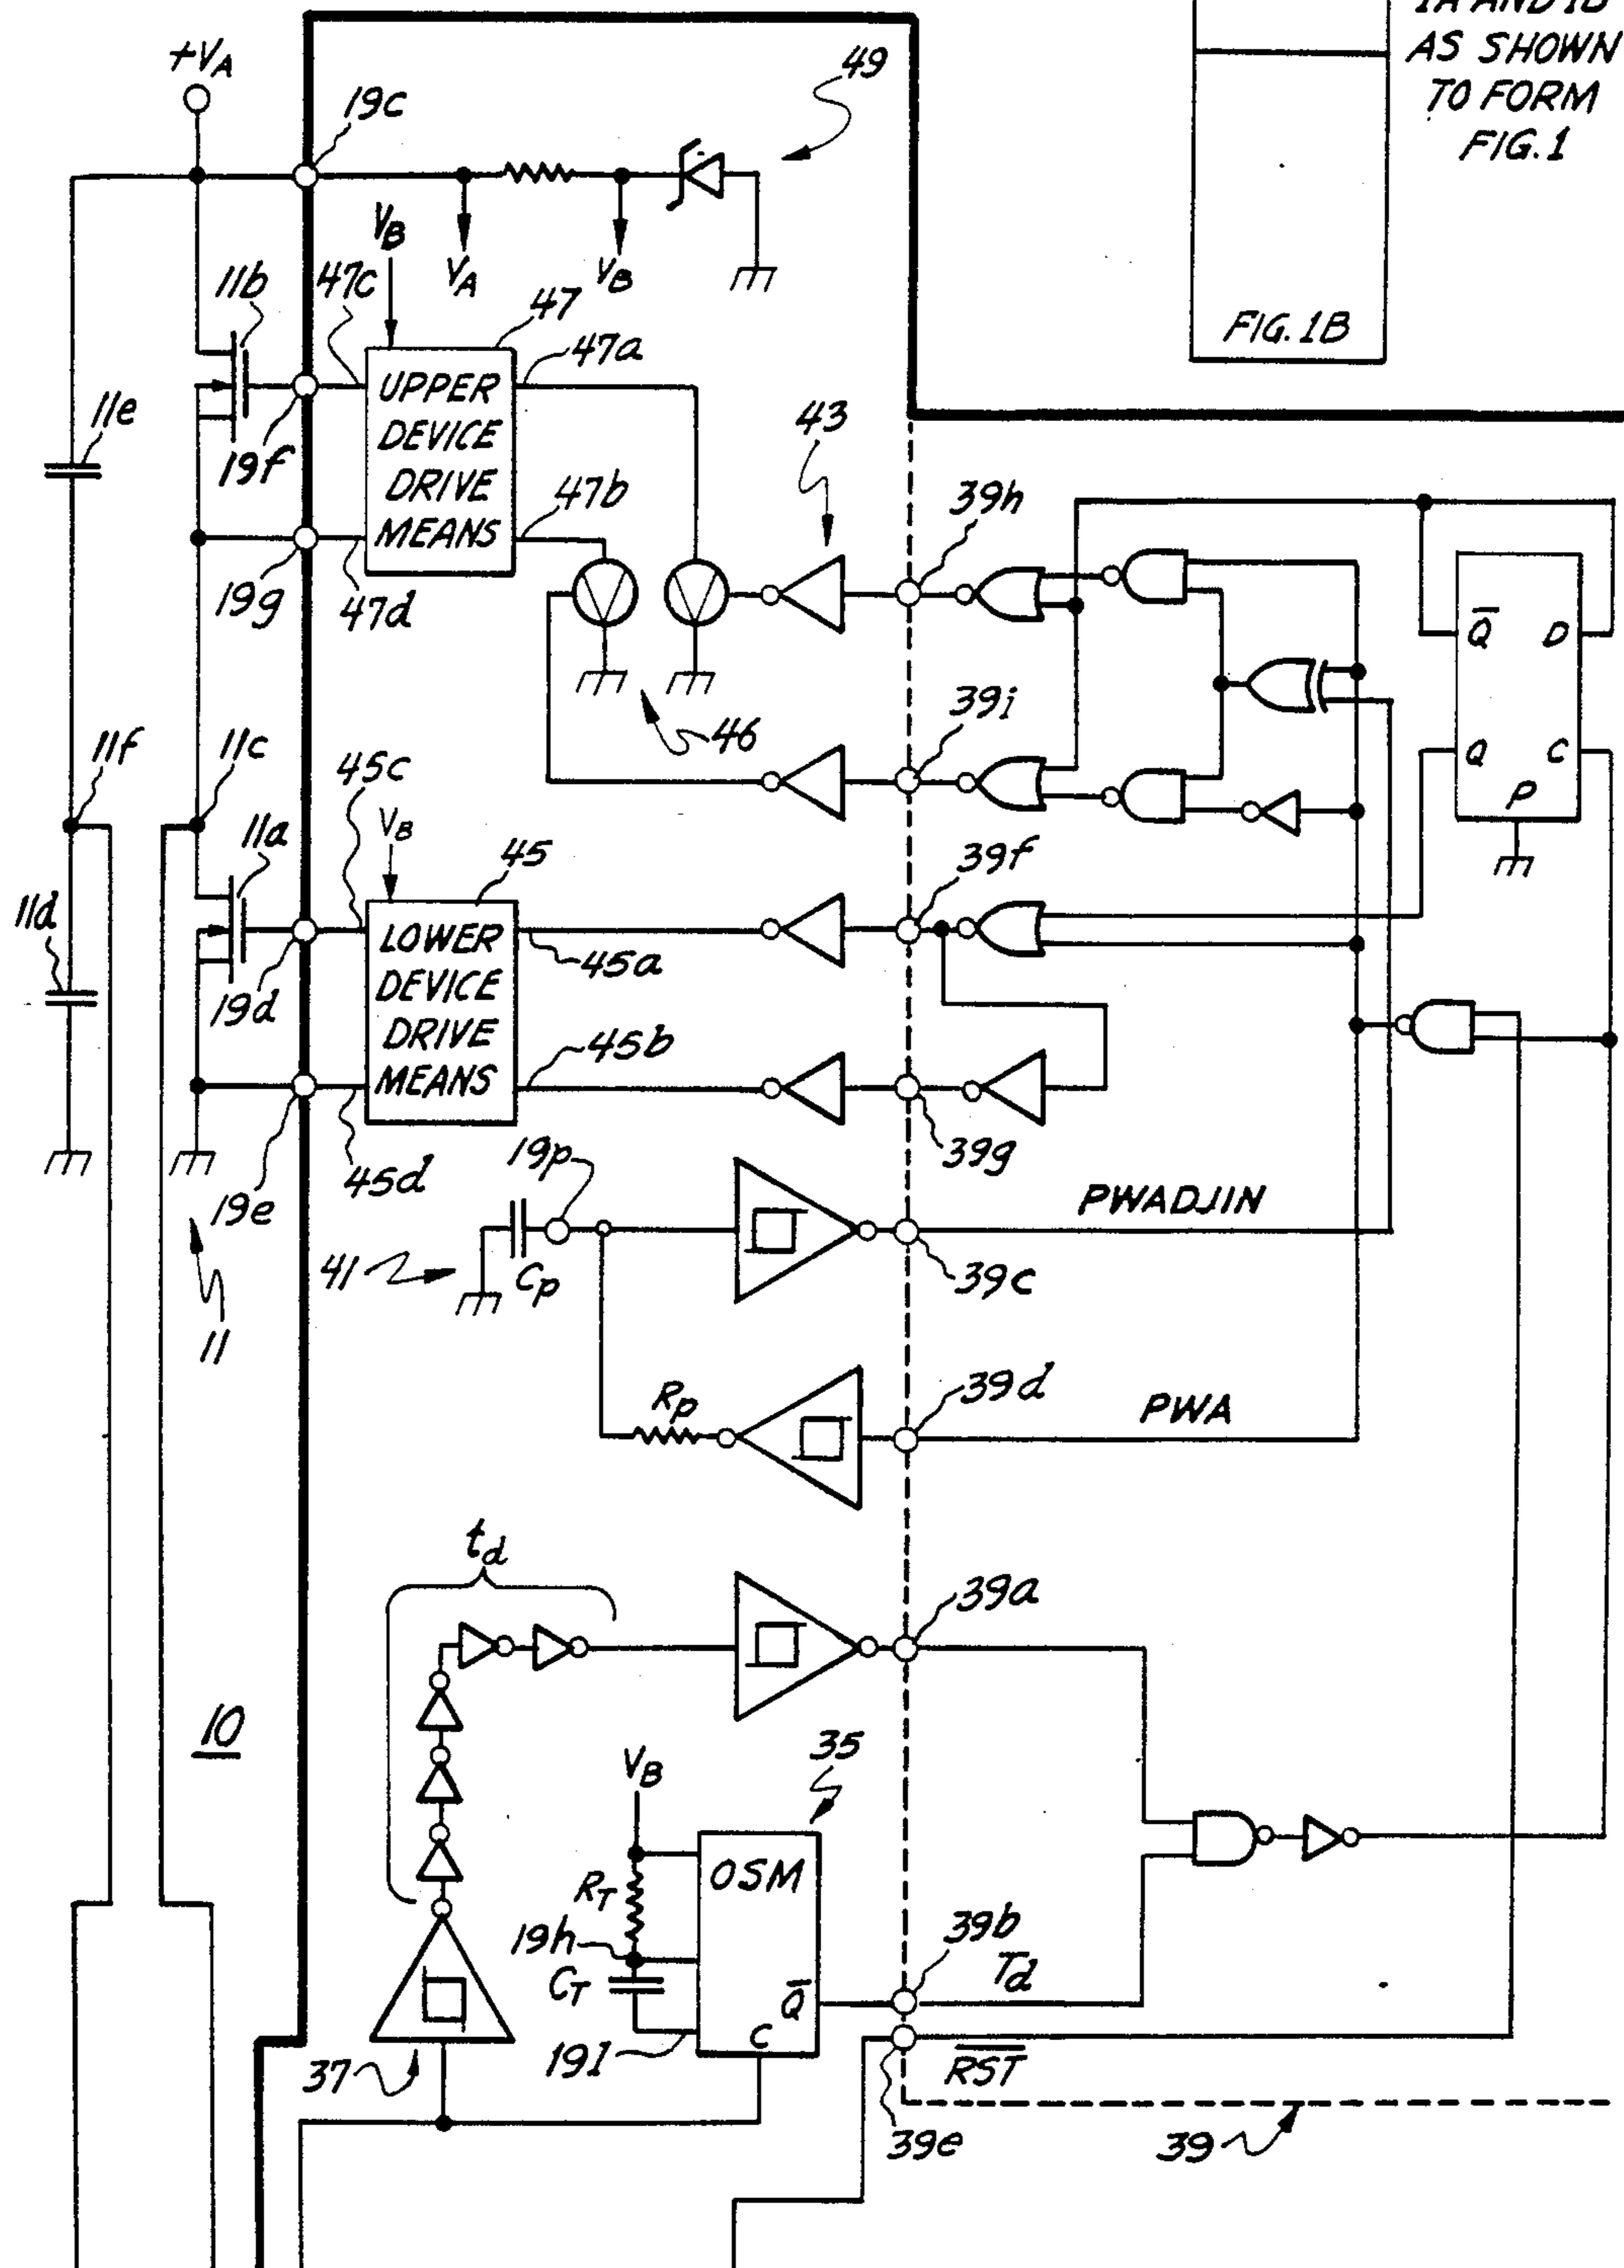 1A AND 1B
AS SHOWN
TO FORM
FIG. 1
FIG. 1B
+VA
19c
49
VB
VA
VB
11b
47c
47
47a
UPPER
DEVICE
DRIVE
MEANS
11e
19f
47b
43
39h
19g
47d
Q̅
D
Q
C
P
46
39i
11f
11c
45c
VB
11a
45
39f
11d
LOWER
DEVICE
DRIVE
MEANS
45a
19d
45b
19e
45d
39g
19p
PWADJIN
41
Cp
39c
11
Rp
39d
PWA
td
39a
10
VB
35
OSM
RT
19h
CT
Q̅
C
39b
Td
19I
37
R̅S̅T̅
39e
39